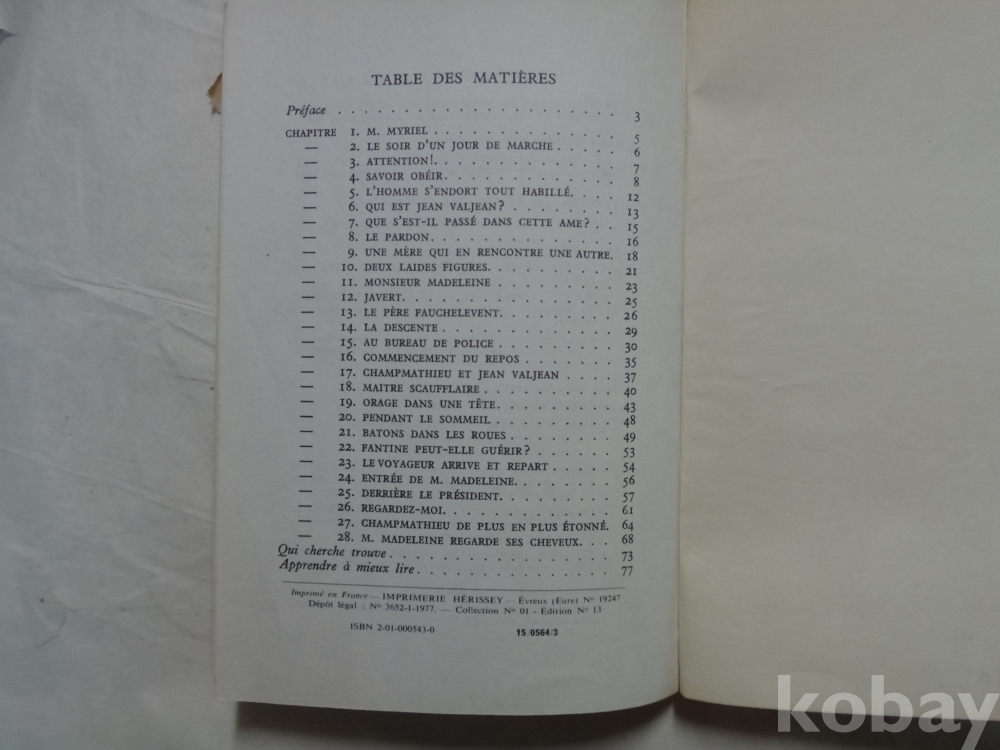 TABLE DES MATIÈRES
Préface . . . . . . . . . . . . . . . . . . . . 3
CHAPITRE 1. M. MYRIEL . . . . . . . . . . . . . . 5
— 2. LE SOIR D'UN JOUR DE MARCHE . . . . . 6
— 3. ATTENTION!. . . . . . . . . . . . . . 7
— 4. SAVOIR OBÉIR. . . . . . . . . . . . . 8
— 5. L'HOMME S'ENDORT TOUT HABILLÉ. . . . 12
— 6. QUI EST JEAN VALJEAN? . . . . . . . . 13
— 7. QUE S'EST-IL PASSÉ DANS CETTE AME? . . 15
— 8. LE PARDON. . . . . . . . . . . . . . 16
— 9. UNE MÈRE QUI EN RENCONTRE UNE AUTRE. 18
— 10. DEUX LAIDES FIGURES. . . . . . . . . . 21
— 11. MONSIEUR MADELEINE . . . . . . . . . 23
— 12. JAVERT. . . . . . . . . . . . . . . . 25
— 13. LE PÈRE FAUCHELEVENT. . . . . . . . . 26
— 14. LA DESCENTE . . . . . . . . . . . . . 29
— 15. AU BUREAU DE POLICE . . . . . . . . . 30
— 16. COMMENCEMENT DU REPOS . . . . . . . 35
— 17. CHAMPMATHIEU ET JEAN VALJEAN . . . . 37
— 18. MAITRE SCAUFFLAIRE . . . . . . . . . . 40
— 19. ORAGE DANS UNE TÊTE. . . . . . . . . 43
— 20. PENDANT LE SOMMEIL . . . . . . . . . 48
— 21. BATONS DANS LES ROUES . . . . . . . . 49
— 22. FANTINE PEUT-ELLE GUÉRIR? . . . . . . 53
— 23. LE VOYAGEUR ARRIVE ET REPART . . . . . 54
— 24. ENTRÉE DE M. MADELEINE. . . . . . . . 56
— 25. DERRIÈRE LE PRÉSIDENT. . . . . . . . . 57
— 26. REGARDEZ-MOI. . . . . . . . . . . . . 61
— 27. CHAMPMATHIEU DE PLUS EN PLUS ÉTONNÉ. 64
— 28. M. MADELEINE REGARDE SES CHEVEUX. . . 68
Qui cherche trouve . . . . . . . . . . . . . . . . . 73
Apprendre à mieux lire . . . . . . . . . . . . . . . 77
Imprimé en France — IMPRIMERIE HÉRISSEY — Évreux (Eure) Nº 19247
Dépôt légal : Nº 3652-1-1977. — Collection Nº 01 - Édition Nº 13
ISBN 2-01-000543-0 15/0564/3
kobay